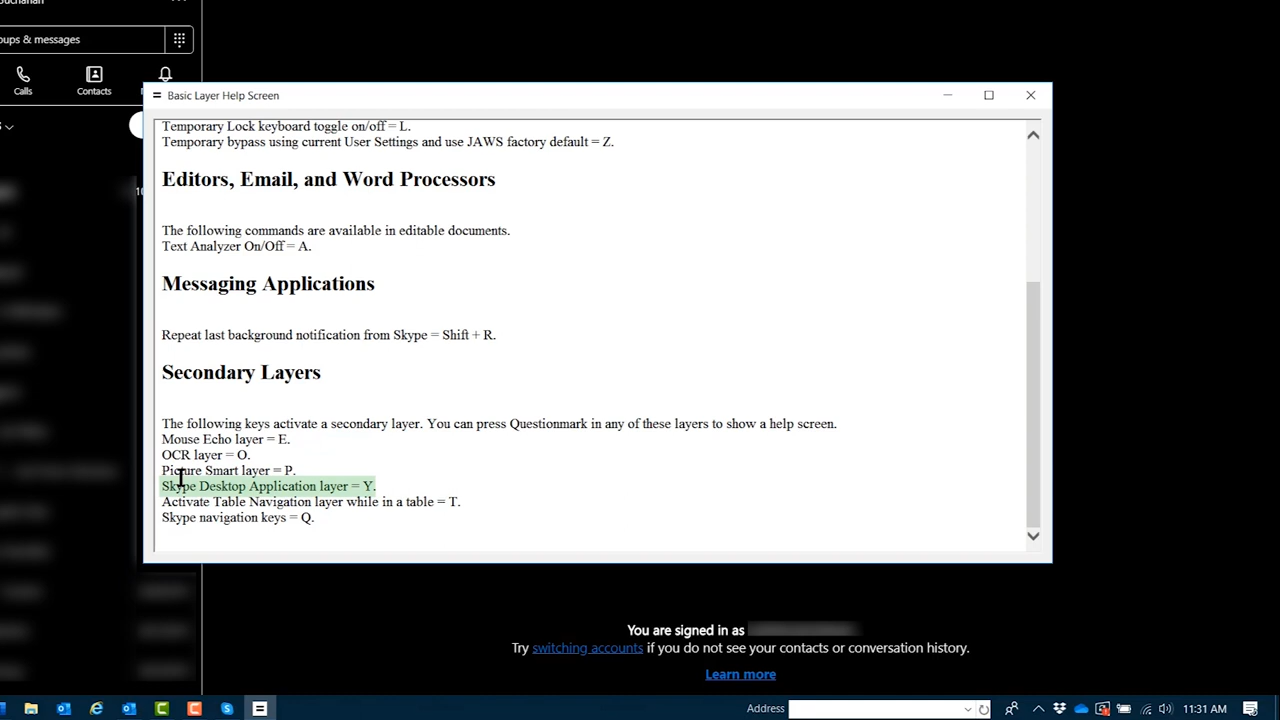 oups & messages
Calls
Contacts
Basic Layer Help Screen
Temporary Lock keyboard toggle on/off = L.
Temporary bypass using current User Settings and use JAWS factory default = Z.
Editors, Email, and Word Processors
The following commands are available in editable documents.
Text Analyzer On/Off = A.
Messaging Applications
Repeat last background notification from Skype = Shift + R.
Secondary Layers
The following keys activate a secondary layer. You can press Questionmark in any of these layers to show a help screen.
Mouse Echo layer = E.
OCR layer = O.
Picture Smart layer = P.
Skype Desktop Application layer = Y.
Activate Table Navigation layer while in a table = T.
Skype navigation keys = Q.
You are signed in as
Try switching accounts if you do not see your contacts or conversation history.
Learn more
Address
11:31 AM